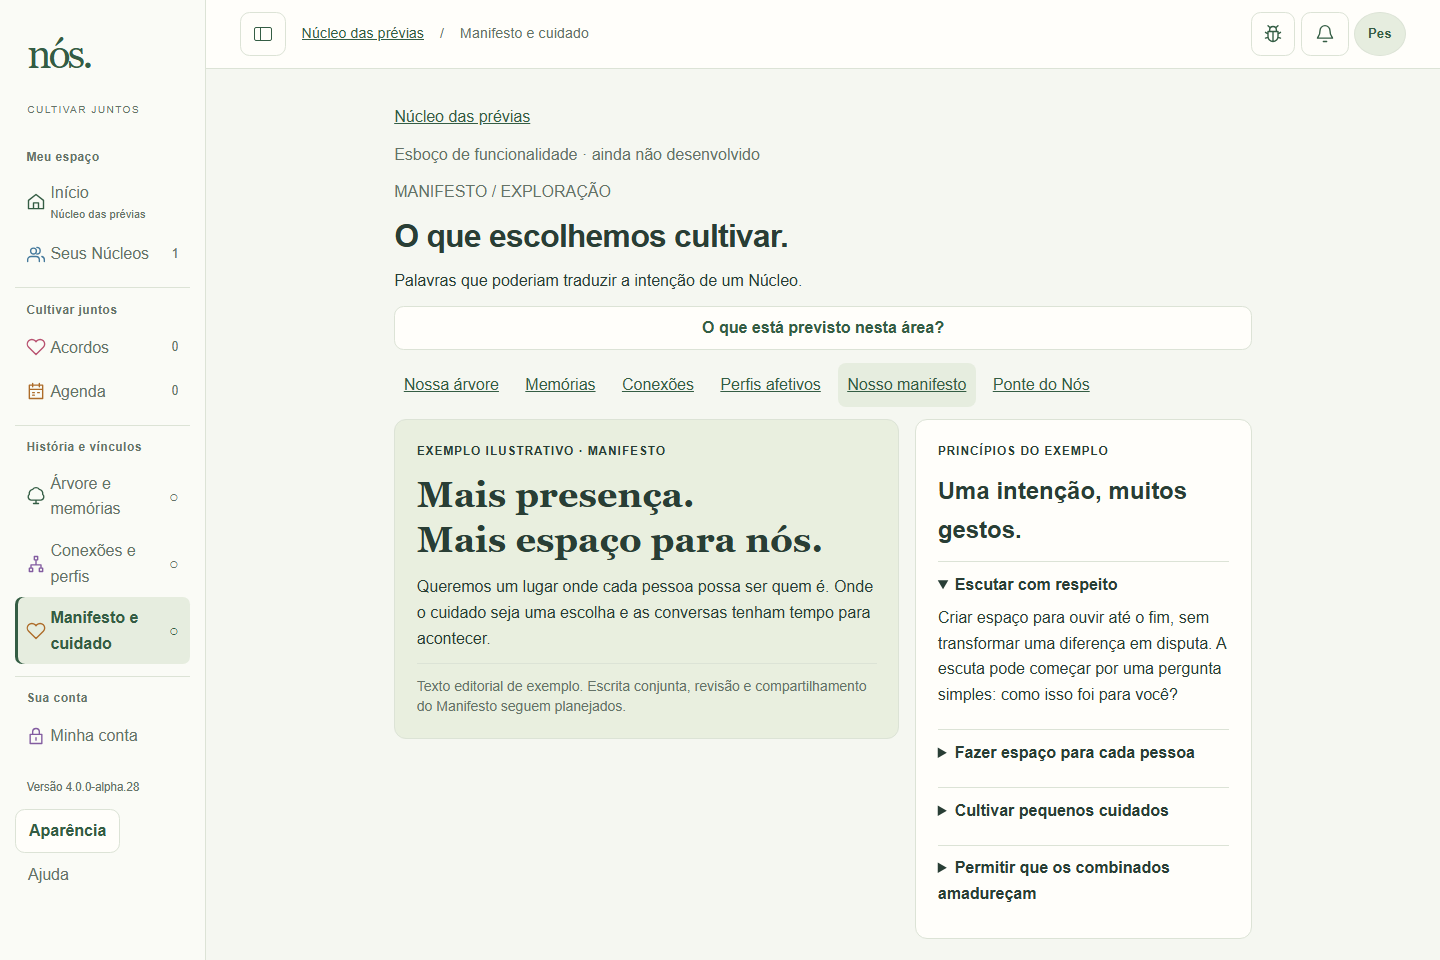 nós.
CULTIVAR JUNTOS
Meu espaço
Início
Núcleo das prévias
Seus Núcleos 1
Cultivar juntos
Acordos 0
Agenda 0
História e vínculos
Árvore e
memórias
Conexões e
perfis
Manifesto e
cuidado
Sua conta
Minha conta
Versão 4.0.0-alpha.28
Aparência
Ajuda
Núcleo das prévias / Manifesto e cuidado
Pes
Núcleo das prévias
Esboço de funcionalidade · ainda não desenvolvido
MANIFESTO / EXPLORAÇÃO
O que escolhemos cultivar.
Palavras que poderiam traduzir a intenção de um Núcleo.
O que está previsto nesta área?
Nossa árvore Memórias Conexões Perfis afetivos Nosso manifesto Ponte do Nós
EXEMPLO ILUSTRATIVO · MANIFESTO
Mais presença.
Mais espaço para nós.
Queremos um lugar onde cada pessoa possa ser quem é. Onde
o cuidado seja uma escolha e as conversas tenham tempo para
acontecer.
Texto editorial de exemplo. Escrita conjunta, revisão e compartilhamento
do Manifesto seguem planejados.
PRINCÍPIOS DO EXEMPLO
Uma intenção, muitos
gestos.
Escutar com respeito
Criar espaço para ouvir até o fim, sem
transformar uma diferença em disputa. A
escuta pode começar por uma pergunta
simples: como isso foi para você?
Fazer espaço para cada pessoa
Cultivar pequenos cuidados
Permitir que os combinados
amadureçam